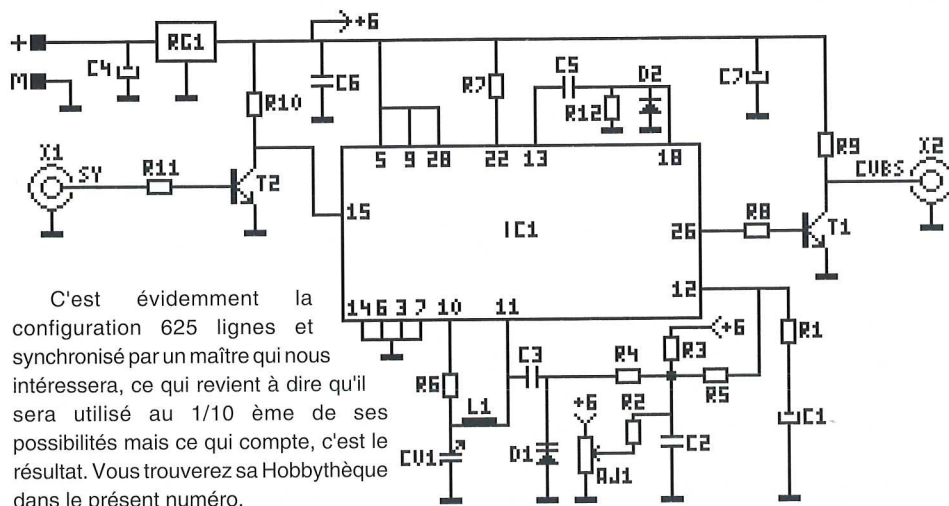 +6
+
RG1
C4
M
R10
C6
R7
C5
D2
R12
C7
5 9 28 22 13 18
R9
X1
SY
R11
T2
X2
CVBS
15
IC1
26
R8
T1
12
14 6 3 7 10 11
C'est évidemment la
configuration 625 lignes et
synchronisé par un maître qui nous
intéressera, ce qui revient à dire qu'il
sera utilisé au 1/10 ème de ses
possibilités mais ce qui compte, c'est le
résultat. Vous trouverez sa Hobbythèque
dans le présent numéro.
+6
R3
R1
C3
R4
R6
R5
L1
+6
R2
C1
CV1
D1
AJ1
C2